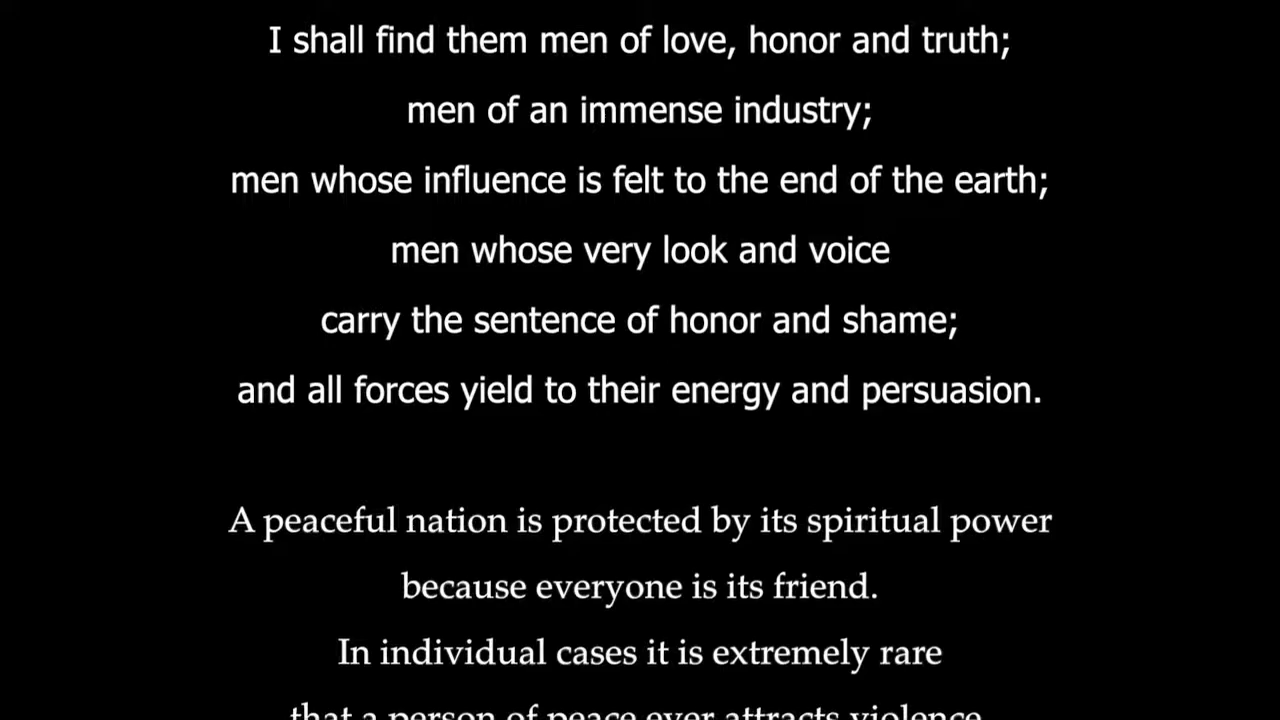 I shall find them men of love, honor and truth;
men of an immense industry;
men whose influence is felt to the end of the earth;
men whose very look and voice
carry the sentence of honor and shame;
and all forces yield to their energy and persuasion.
A peaceful nation is protected by its spiritual power
because everyone is its friend.
In individual cases it is extremely rare
that a person of peace ever attracts violence